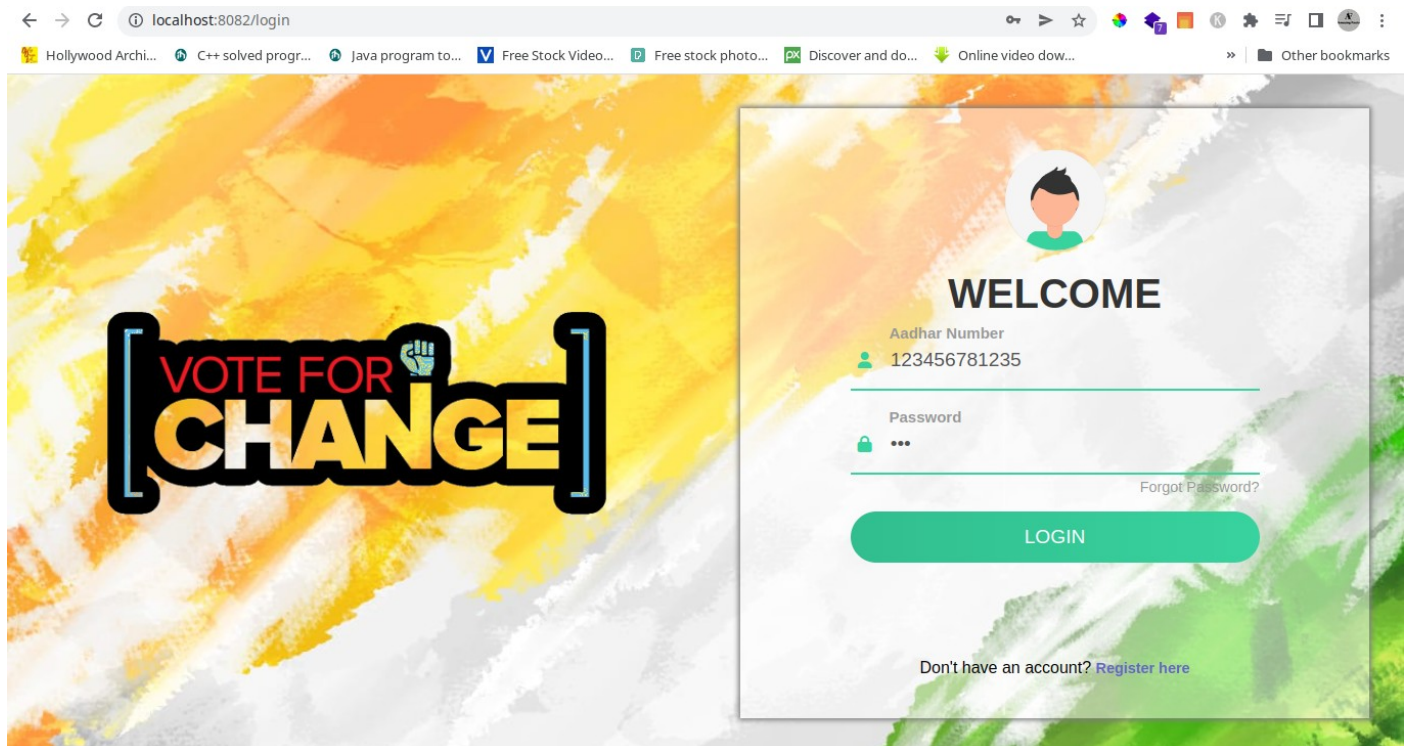 localhost:8082/login
7
Hollywood Archi... C++ solved progr... Java program to... Free Stock Video... Free stock photo... Discover and do... Online video dow... » Other bookmarks
VOTE FOR
CHANGE
WELCOME
Aadhar Number
123456781235
Password
•••
Forgot Password?
LOGIN
Don't have an account? Register here